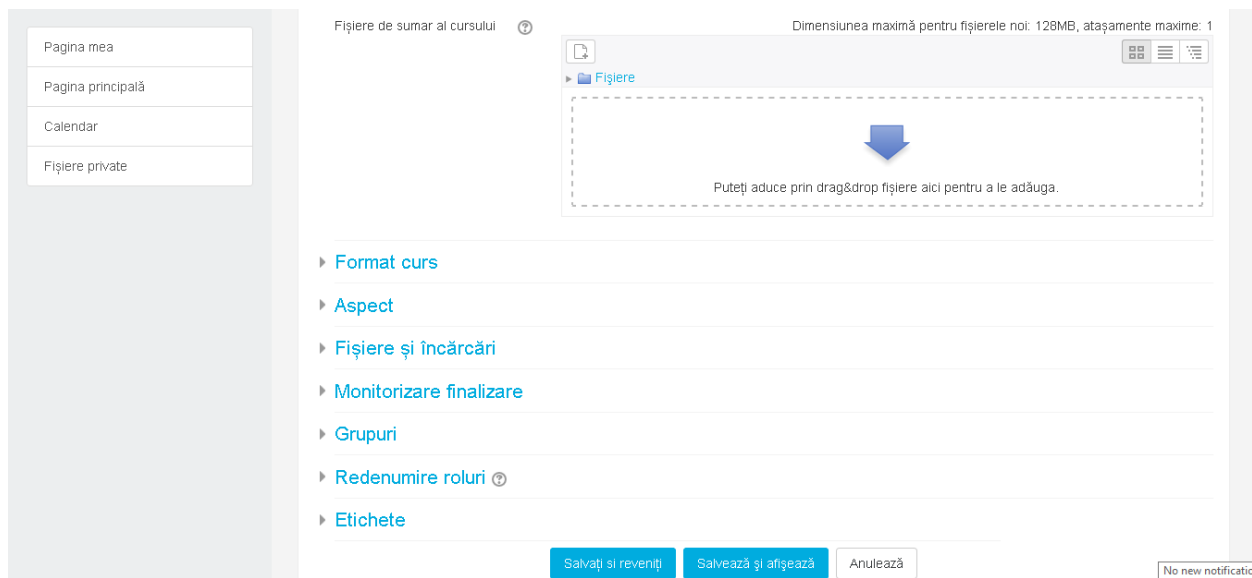 Pagina mea
Pagina principală
Calendar
Fișiere private
Fișiere de sumar al cursului
Dimensiunea maximă pentru fișierele noi: 128MB, atașamente maxime: 1
Fișiere
Puteți aduce prin drag&drop fișiere aici pentru a le adăuga.
Format curs
Aspect
Fișiere și încărcări
Monitorizare finalizare
Grupuri
Redenumire roluri
Etichete
Salvați si reveniți Salvează și afișează Anulează
No new